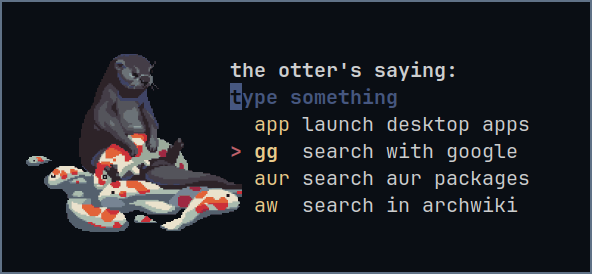 the otter's saying:
type something
app launch desktop apps
> gg search with google
aur search aur packages
aw search in archwiki